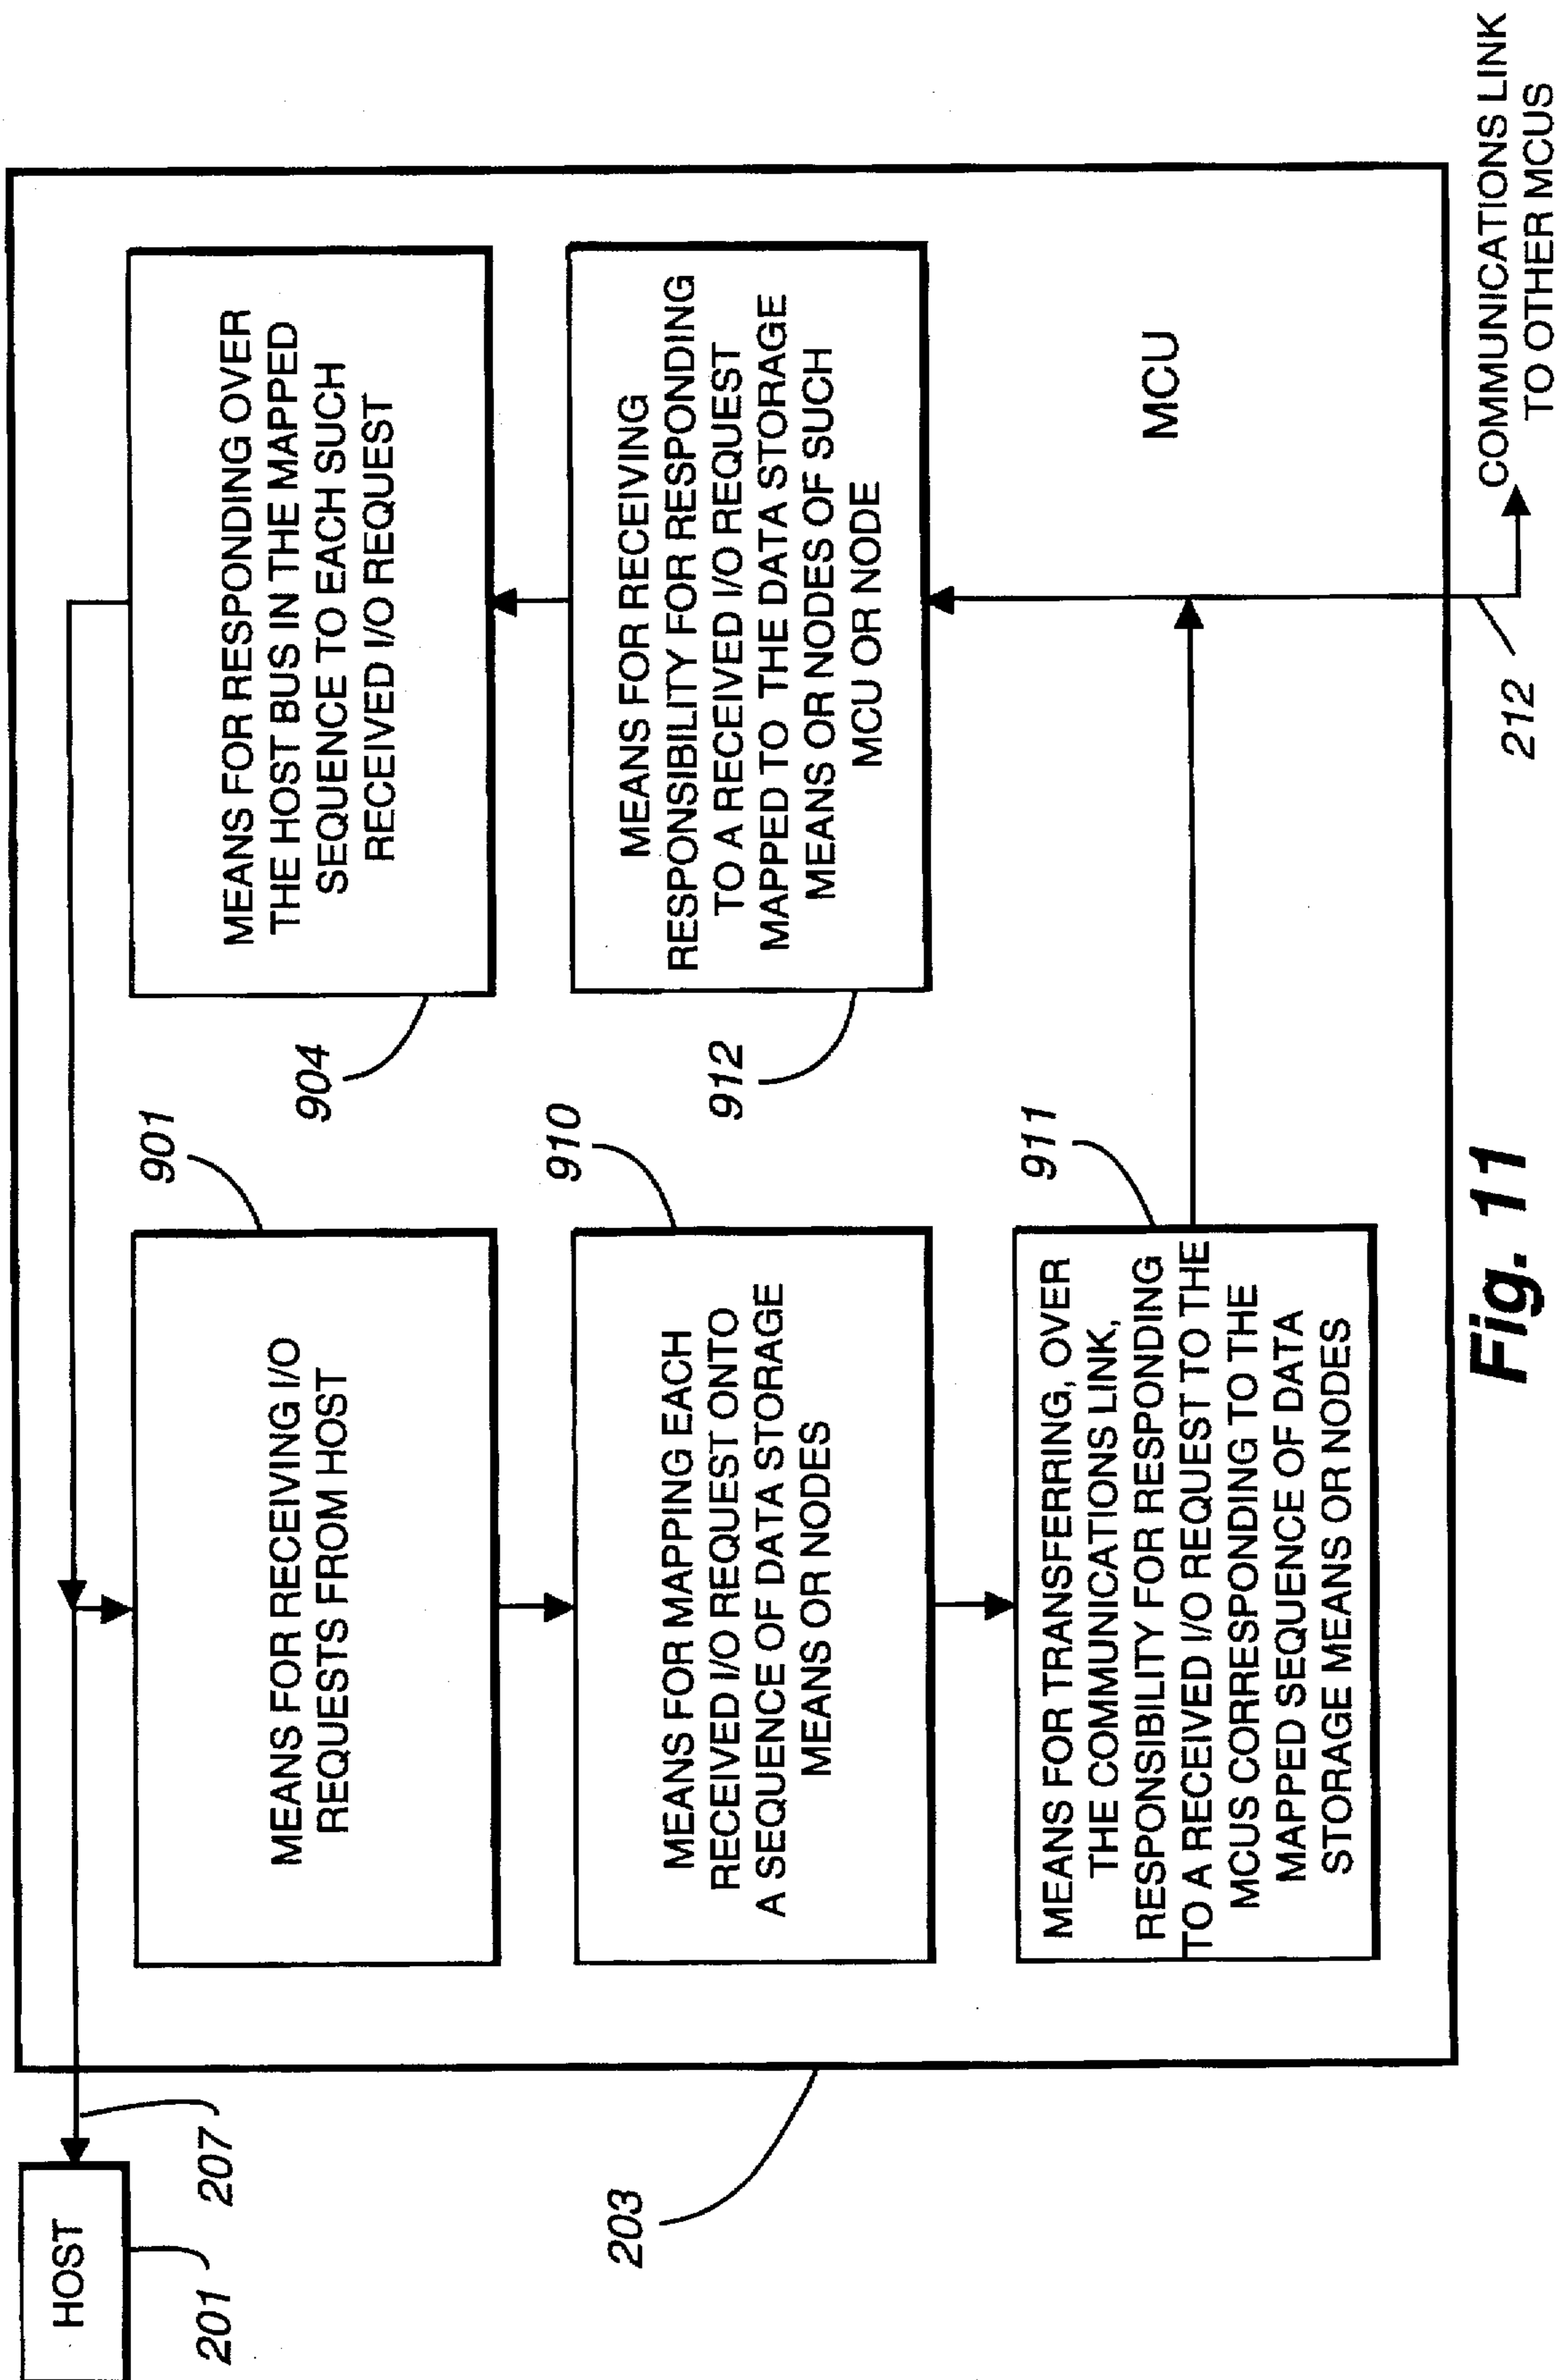 HOST
201
207
203
901
MEANS FOR RECEIVING I/O
REQUESTS FROM HOST
910
MEANS FOR MAPPING EACH
RECEIVED I/O REQUEST ONTO
A SEQUENCE OF DATA STORAGE
MEANS OR NODES
911
MEANS FOR TRANSFERRING, OVER
THE COMMUNICATIONS LINK,
RESPONSIBILITY FOR RESPONDING
TO A RECEIVED I/O REQUEST TO THE
MCUS CORRESPONDING TO THE
MAPPED SEQUENCE OF DATA
STORAGE MEANS OR NODES
904
MEANS FOR RESPONDING OVER
THE HOST BUS IN THE MAPPED
SEQUENCE TO EACH SUCH
RECEIVED I/O REQUEST
912
MEANS FOR RECEIVING
RESPONSIBILITY FOR RESPONDING
TO A RECEIVED I/O REQUEST
MAPPED TO THE DATA STORAGE
MEANS OR NODES OF SUCH
MCU OR NODE
MCU
212
COMMUNICATIONS LINK
TO OTHER MCUS
Fig. 11